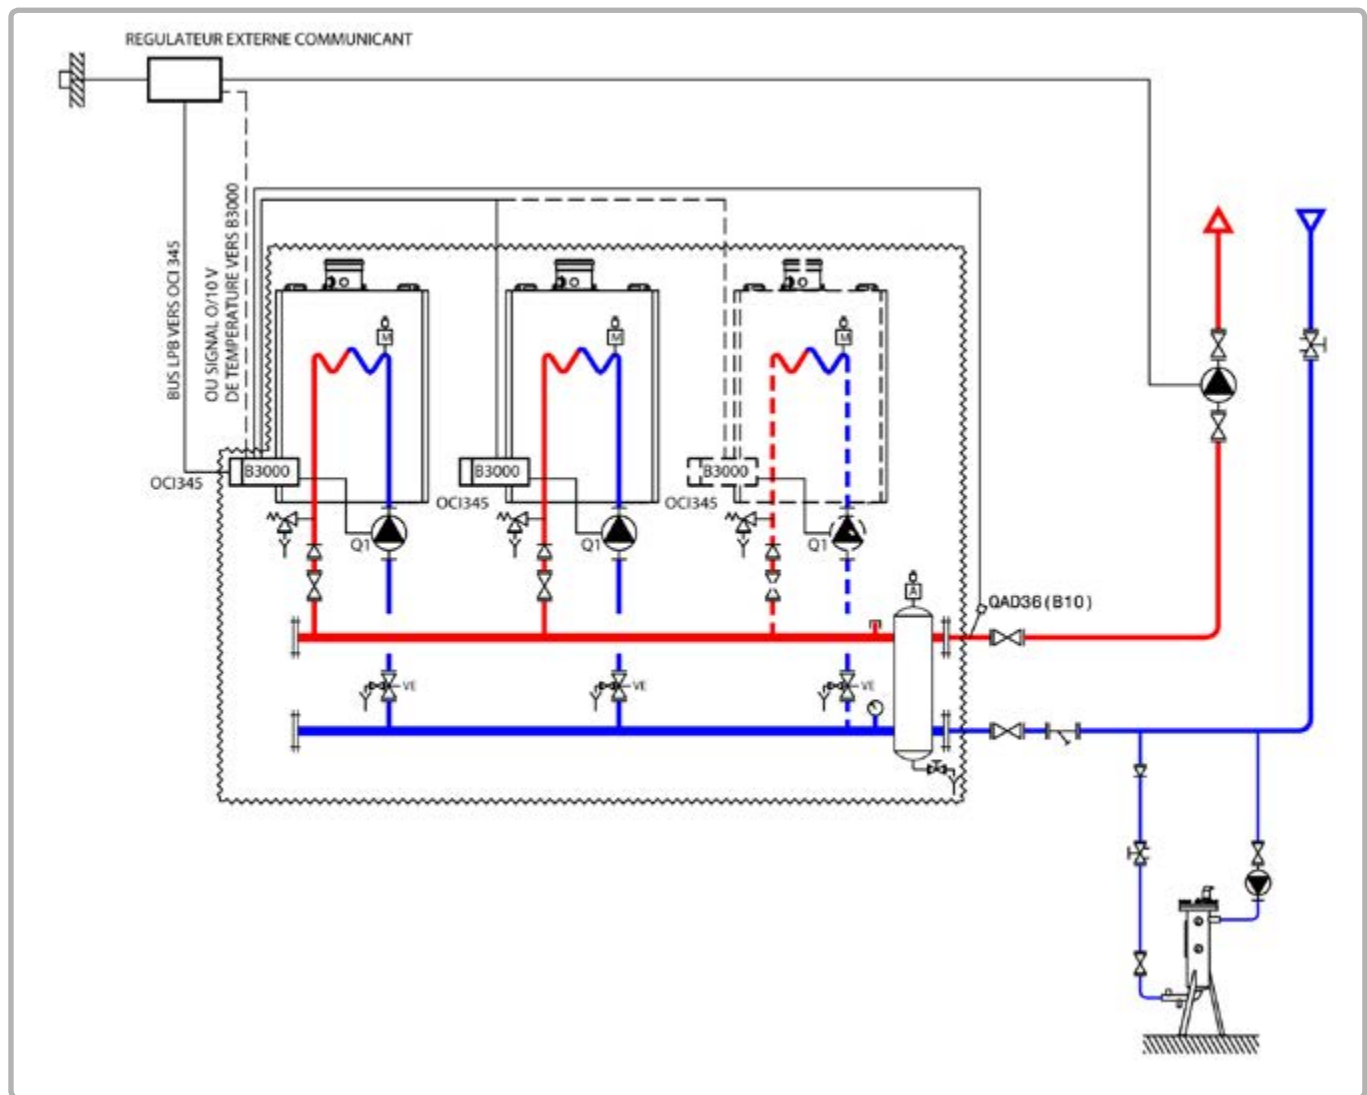 REGULATEUR EXTERNE COMMUNICANT
BUS LPB VERS OCI 345
OU SIGNAL O/10 V
DE TEMPERATURE VERS B3000
M
M
M
B3000
B3000
B3000
OCI345
OCI345
OCI345
Q1
Q1
Q1
A
QAD36 (B10)
VE
VE
VE